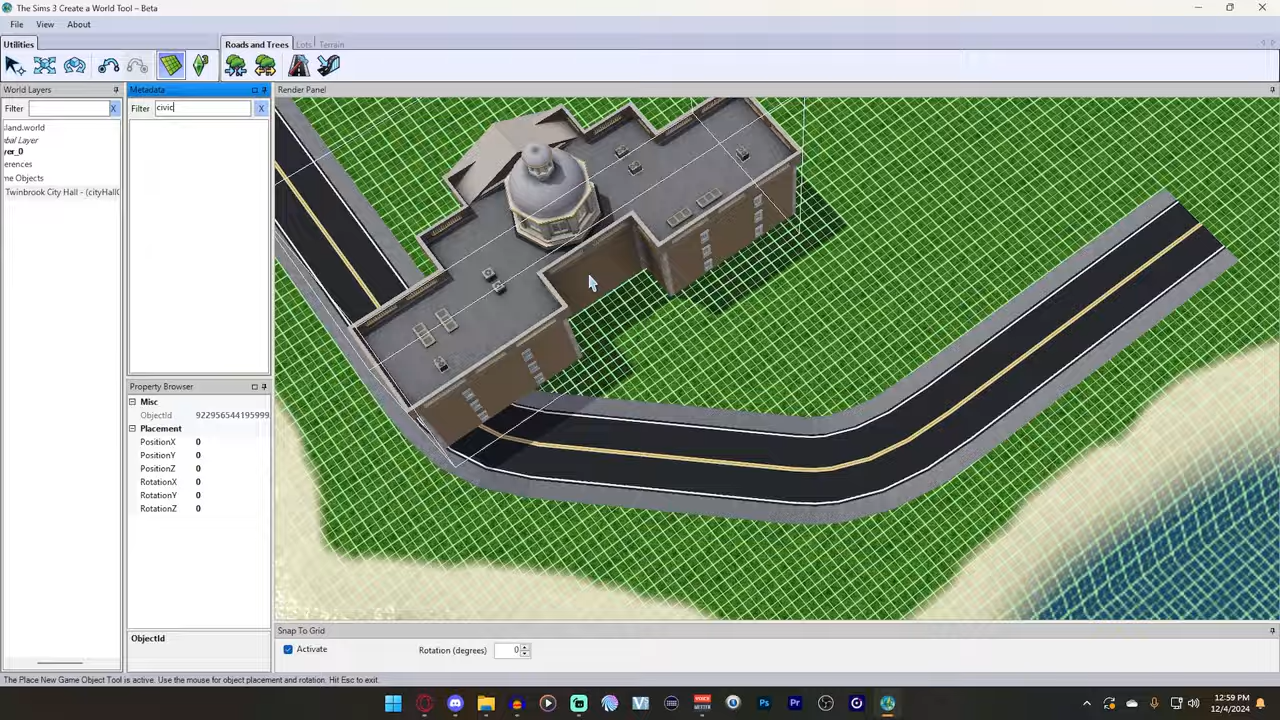 The Sims 3 Create a World Tool – Beta
File View About
Utilities
Roads and Trees Lots Terrain
World Layers
Metadata
Render Panel
Filter X
Filter civic X
land.world
bal Layer
yer_0
erences
me Objects
Twinbrook City Hall - (cityHall
Property Browser
Misc
ObjectId 922956544195999
Placement
PositionX 0
PositionY 0
PositionZ 0
RotationX 0
RotationY 0
RotationZ 0
ObjectId
Snap To Grid
Activate Rotation (degrees) 0
The Place New Game Object Tool is active. Use the mouse for object placement and rotation. Hit Esc to exit.
12:59 PM
12/4/2024